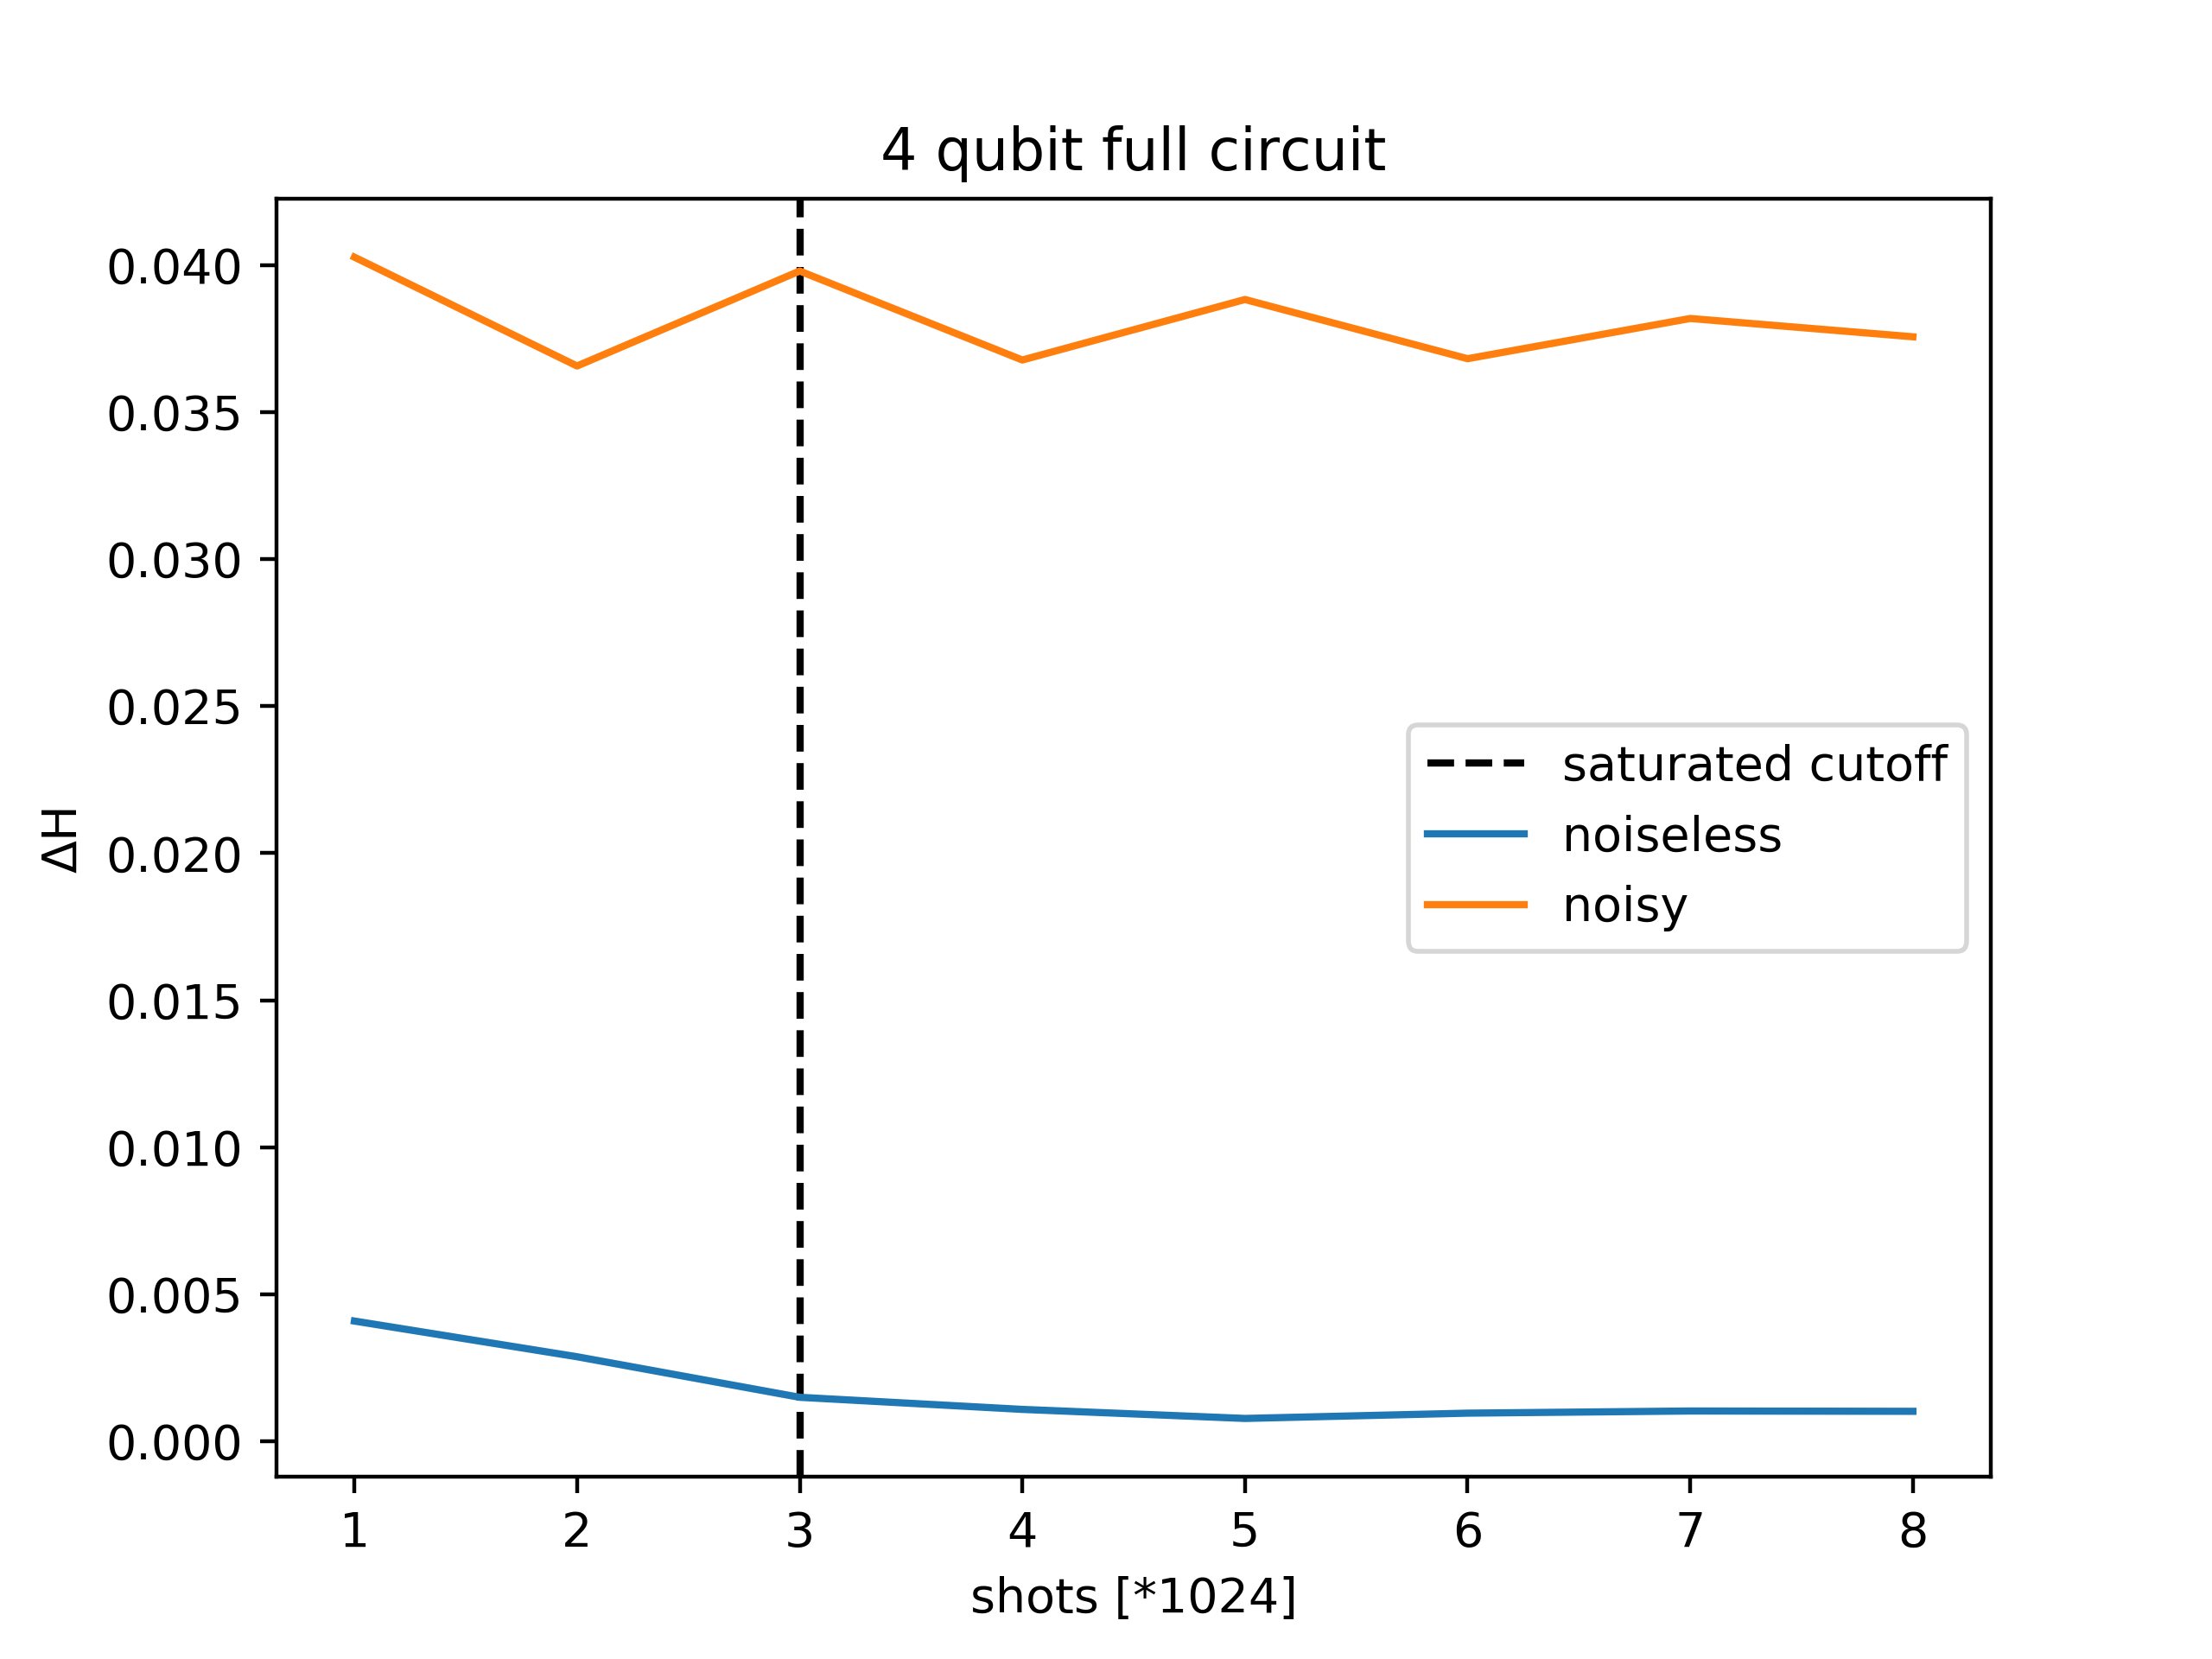 4 qubit full circuit
0.040
0.035
0.030
0.025
0.020
0.015
0.010
0.005
0.000
ΔH
saturated cutoff
noiseless
noisy
1 2 3 4 5 6 7 8
shots [*1024]